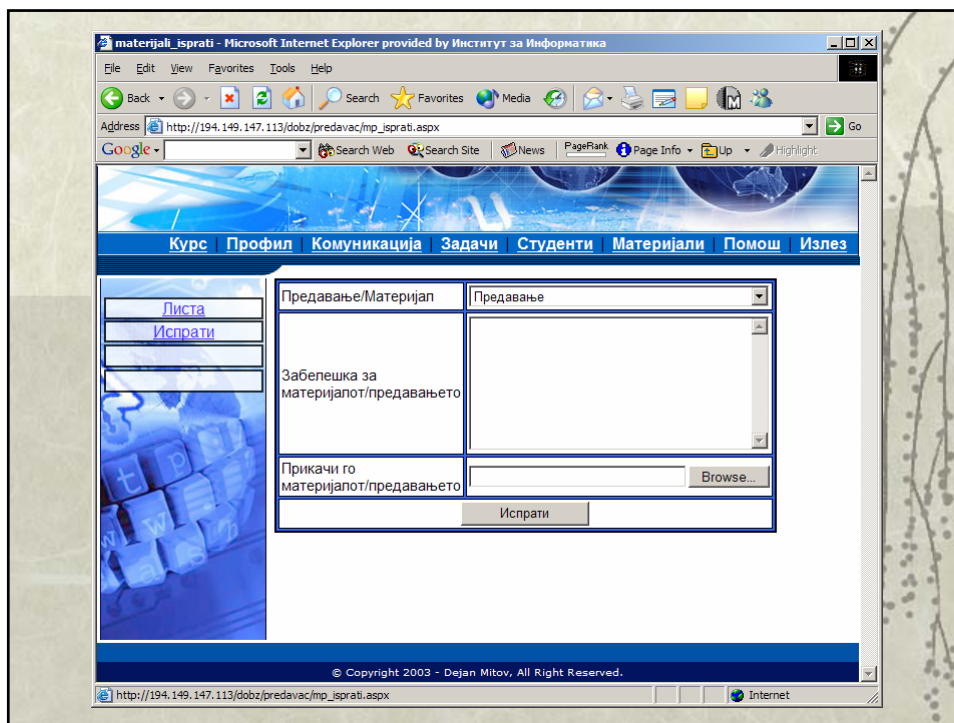 materijali_isprati - Microsoft Internet Explorer provided by Институт за Информатика
File Edit View Favorites Tools Help
Back Search Favorites Media
Address http://194.149.147.113/dobz/predavac/mp_isprati.aspx Go
Google Search Web Search Site News PageRank Page Info Up Highlight
Курс | Профил | Комуникација | Задачи | Студенти | Материјали | Помош | Излез
Листа
Испрати
Предавање/Материјал Предавање
Забелешка за
материјалот/предавањето
Прикачи го
материјалот/предавањето Browse...
Испрати
© Copyright 2003 - Dejan Mitov, All Right Reserved.
http://194.149.147.113/dobz/predavac/mp_isprati.aspx Internet